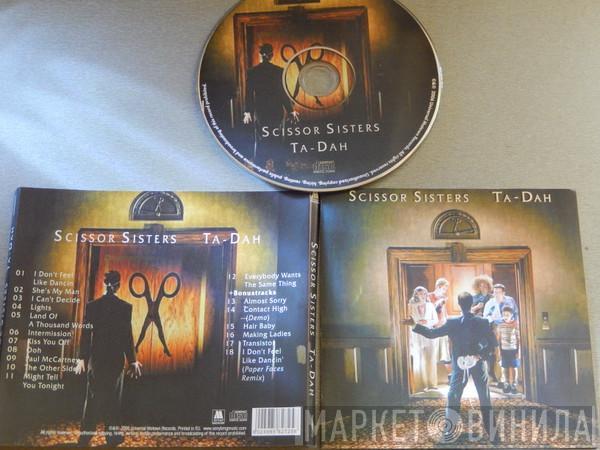 SCISSOR SISTERS
TA-DAH
SCISSOR SISTERS TA-DAH
SCISSOR SISTERS TA-DAH
01 I Don't Feel
Like Dancin
02 She's My Man
03 I Can't Decide
04 Lights
05 Land Of
A Thousand Words
06 Intermission
07 Kiss You Off
08 Ooh
09 Paul McCartney
10 The Other Side
11 Might Tell
You Tonight
12 Everybody Wants
The Same Thing
+Bonustracks
13 Almost Sorry
14 Contact High
(Demo)
15 Hair Baby
16 Making Ladies
17 Transistor
18 I Don't Feel
Like Dancin'
(Paper Faces
Remix)
SCISSOR SISTERS TA-DAH
МАРКЕТ ВИНИЛА